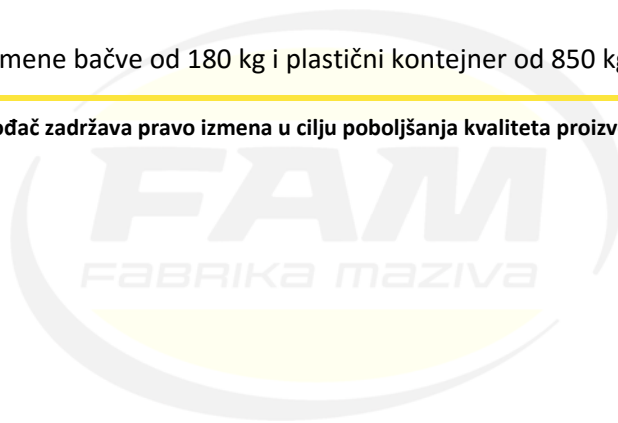 mene bačve od 180 kg i plastični kontejner od 850 kg
ođač zadržava pravo izmena u cilju poboljšanja kvaliteta proizv
FAM
FABRIKA MAZIVA